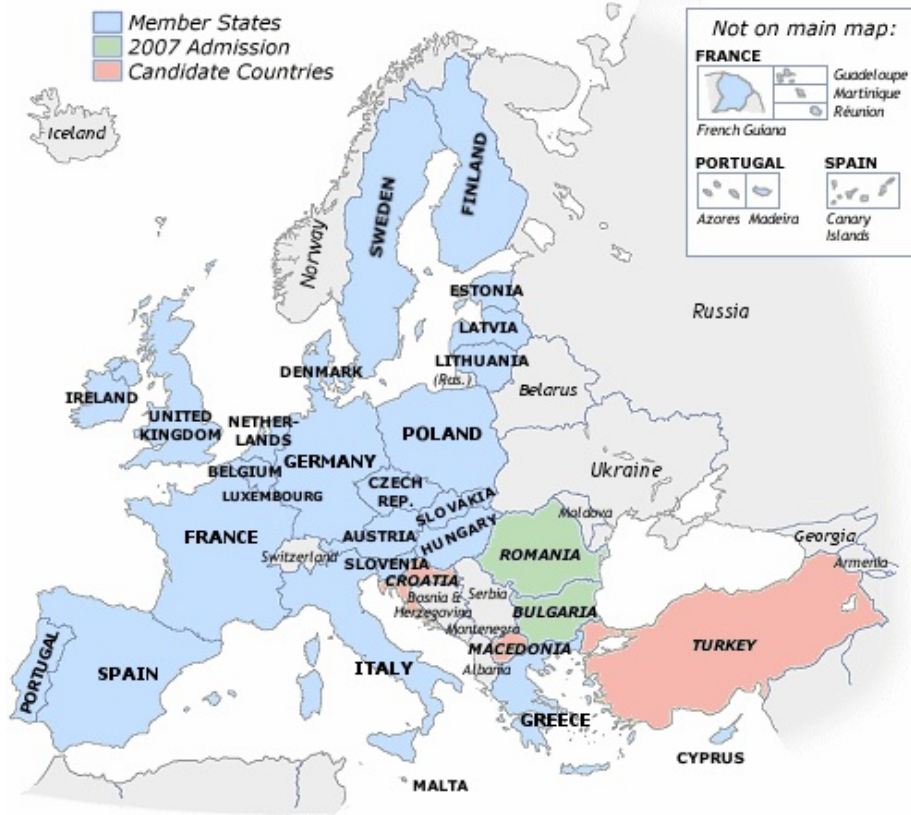 Member States
2007 Admission
Candidate Countries
Not on main map:
FRANCE
Guadeloupe
Martinique
Réunion
French Guiana
PORTUGAL
SPAIN
Azores
Madeira
Canary
Islands
Iceland
Norway
SWEDEN
FINLAND
Russia
ESTONIA
LATVIA
LITHUANIA
(Rus.)
DENMARK
Belarus
IRELAND
UNITED
KINGDOM
NETHER-
LANDS
POLAND
BELGIUM
GERMANY
Ukraine
LUXEMBOURG
CZECH
REP.
SLOVAKIA
Moldova
FRANCE
AUSTRIA
HUNGARY
Switzerland
SLOVENIA
ROMANIA
Georgia
Armenia
CROATIA
Bosnia &
Herzegovina
Serbia
BULGARIA
Montenegro
MACEDONIA
Albania
TURKEY
PORTUGAL
SPAIN
ITALY
GREECE
CYPRUS
MALTA